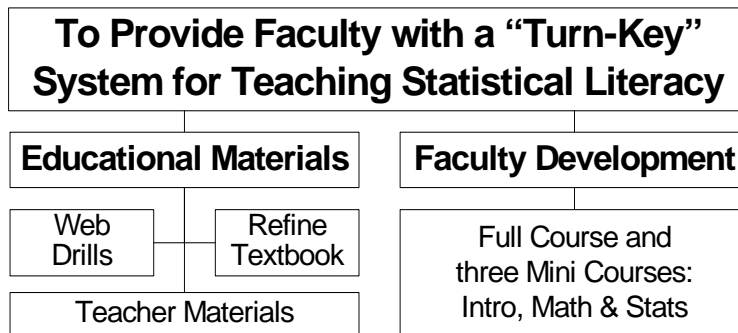 To Provide Faculty with a “Turn-Key”
System for Teaching Statistical Literacy
Educational Materials
Faculty Development
Web
Drills
Refine
Textbook
Teacher Materials
Full Course and
three Mini Courses:
Intro, Math & Stats